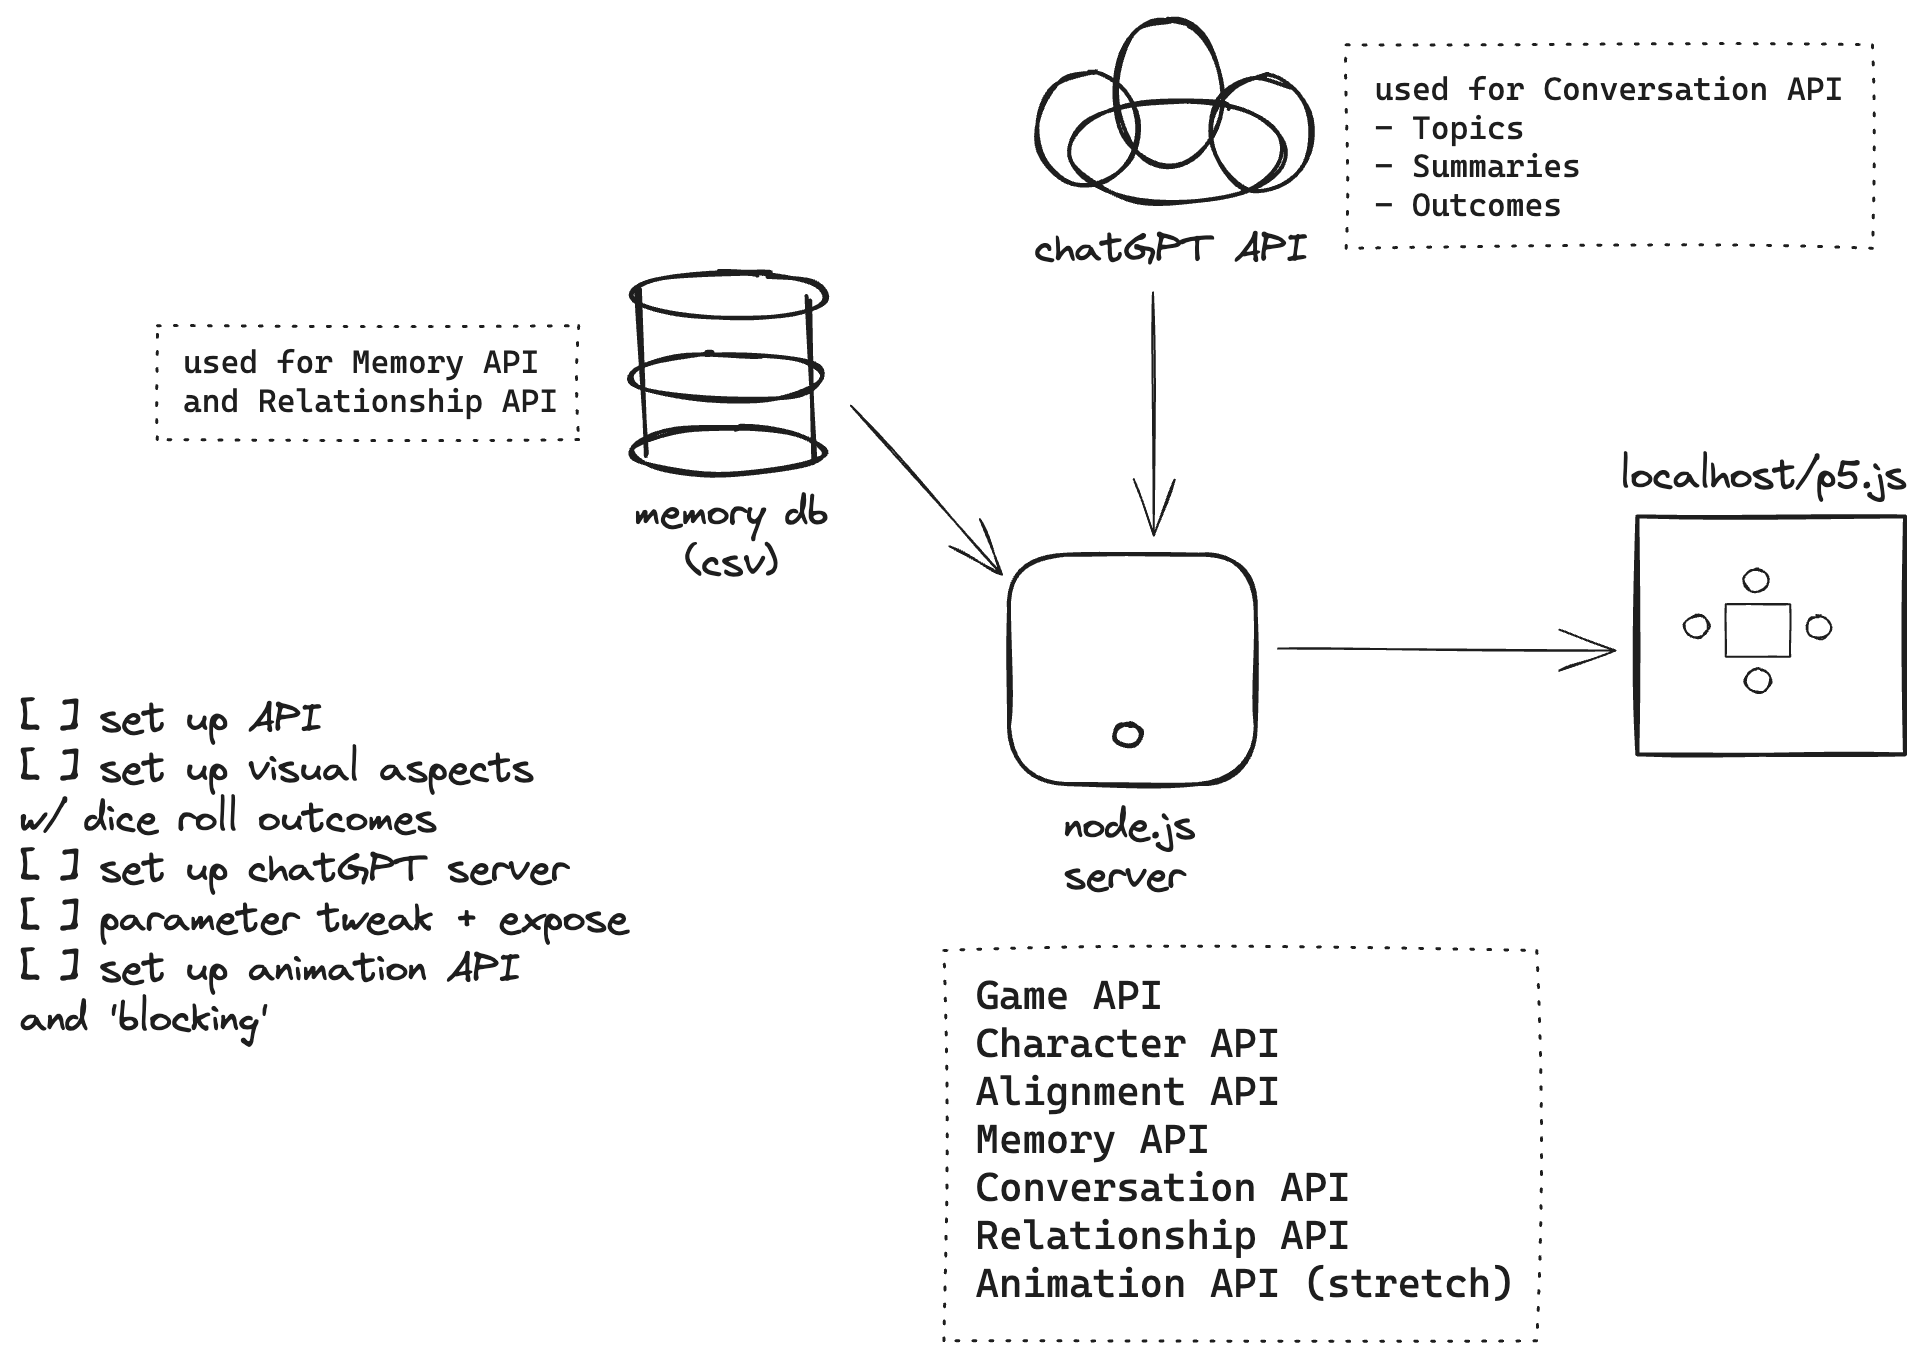 used for Conversation API
- Topics
- Summaries
- Outcomes
chatGPT API
used for Memory API
and Relationship API
memory db
(csv)
localhost/p5.js
[ ] set up API
[ ] set up visual aspects
w/ dice roll outcomes
[ ] set up chatGPT server
[ ] parameter tweak + expose
[ ] set up animation API
and 'blocking'
node.js
server
Game API
Character API
Alignment API
Memory API
Conversation API
Relationship API
Animation API (stretch)